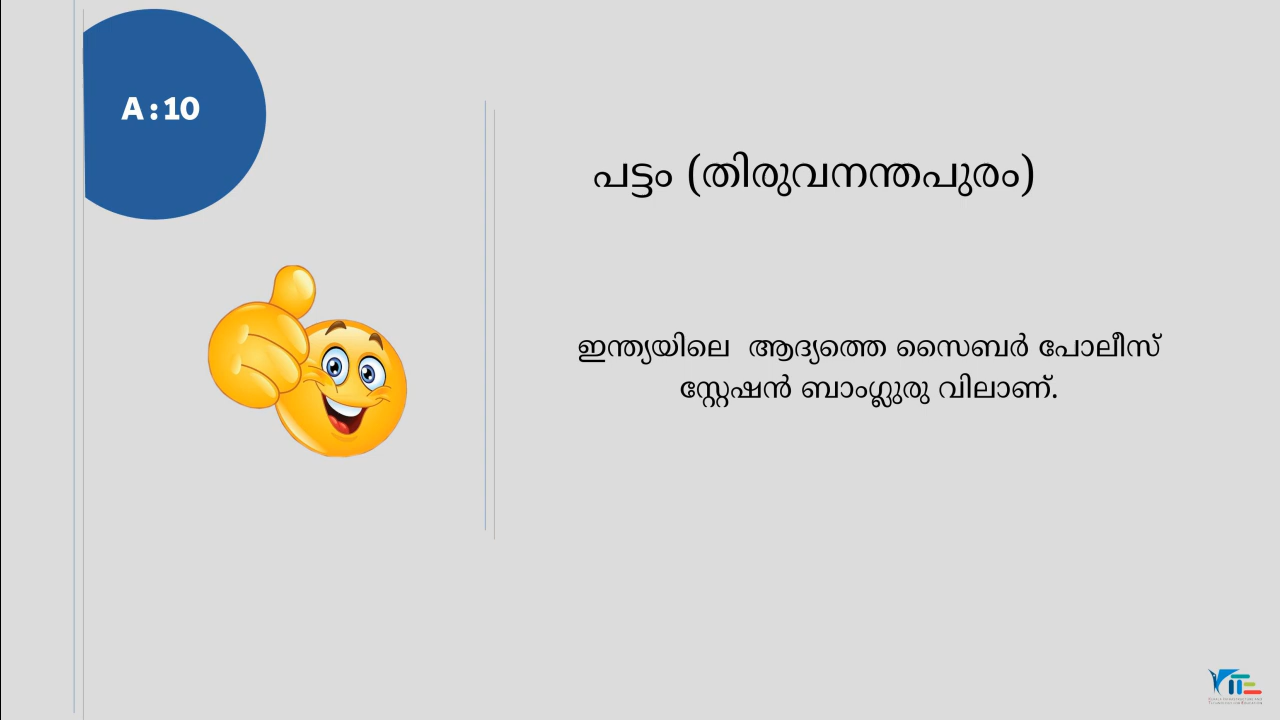 A : 10
പട്ടം (തിരുവനന്തപുരം)
ഇന്ത്യയിലെ ആദ്യത്തെ സൈബർ പോലീസ്
സ്റ്റേഷൻ ബാംഗ്ലുരു വിലാണ്.